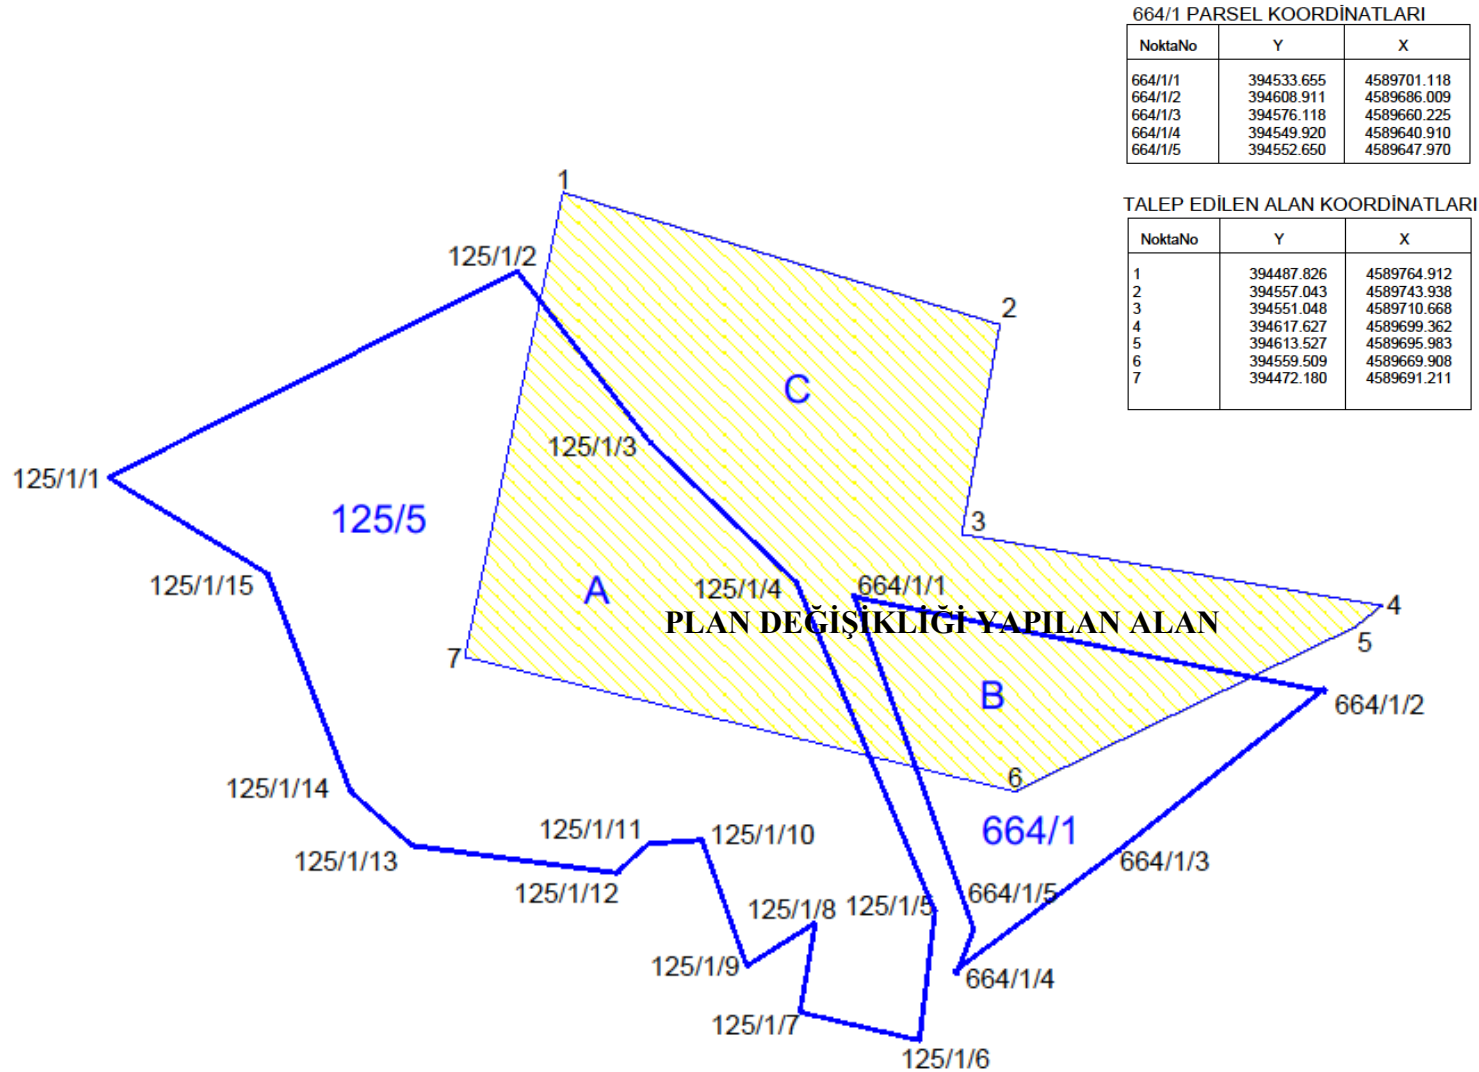 664/1 PARSEL KOORDİNATLARI
NoktaNo Y X
664/1/1 394533.655 4589701.118
664/1/2 394608.911 4589686.009
664/1/3 394576.118 4589660.225
664/1/4 394549.920 4589640.910
664/1/5 394552.650 4589647.970
TALEP EDİLEN ALAN KOORDİNATLARI
NoktaNo Y X
1 394487.826 4589764.912
2 394557.043 4589743.938
3 394551.048 4589710.668
4 394617.627 4589699.362
5 394613.527 4589695.983
6 394559.509 4589669.908
7 394472.180 4589691.211
1
125/1/2
2
C
125/1/3
125/1/1
125/5
3
125/1/15
A
125/1/4
664/1/1
4
PLAN DEĞİŞİKLİĞİ YAPILAN ALAN
5
7
B
664/1/2
6
125/1/14
664/1
125/1/11
125/1/10
125/1/13
664/1/3
125/1/12
664/1/5
125/1/8
125/1/5
125/1/9
664/1/4
125/1/7
125/1/6